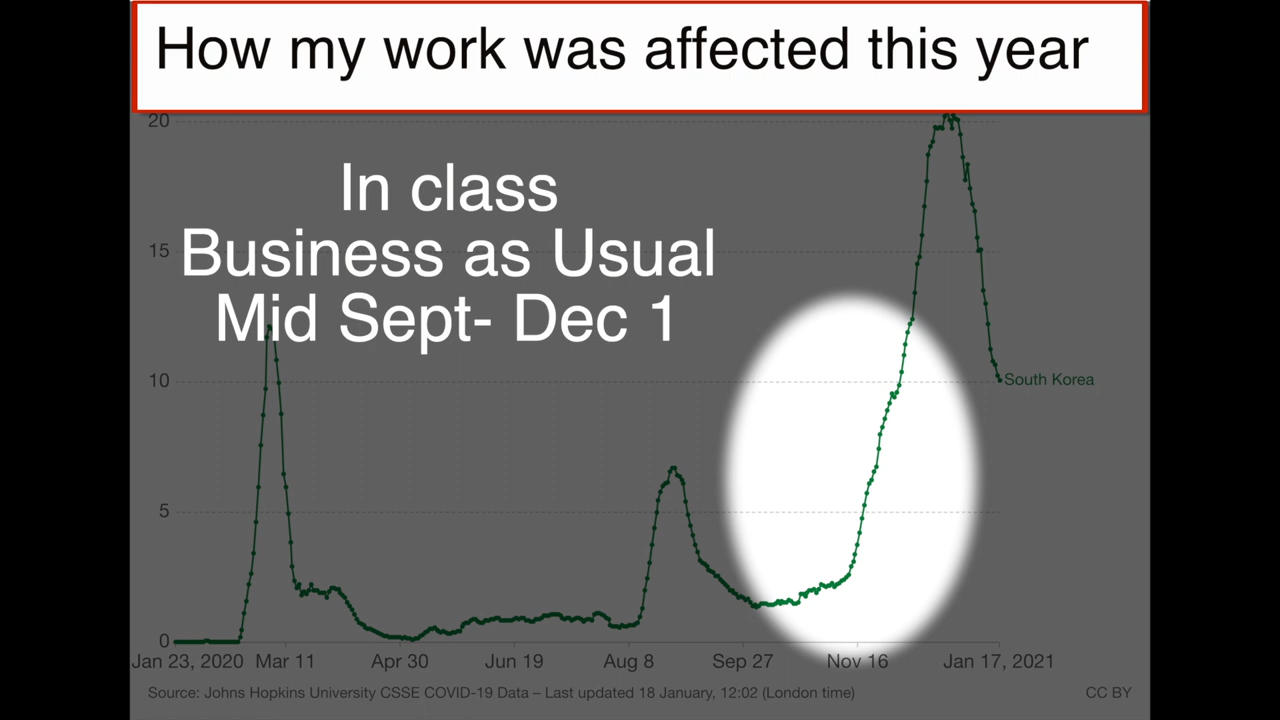 How my work was affected this year
20
In class
15
Business as Usual
Mid Sept- Dec 1
10
South Korea
5
0
Jan 23, 2020 Mar 11 Apr 30 Jun 19 Aug 8 Sep 27 Nov 16 Jan 17, 2021
Source: Johns Hopkins University CSSE COVID-19 Data – Last updated 18 January, 12:02 (London time) CC BY